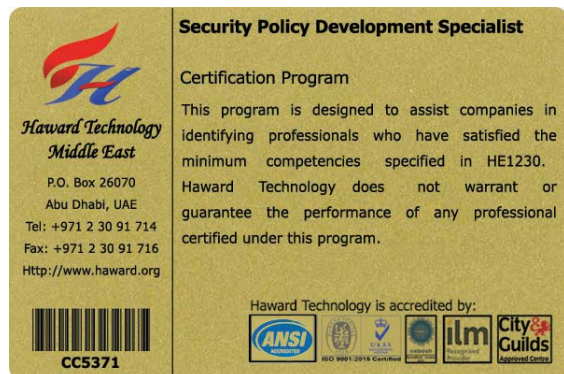 Haward Technology
Middle East
P.O. Box 26070
Abu Dhabi, UAE
Tel: +971 2 30 91 714
Fax: +971 2 30 91 716
Http://www.haward.org
CC5371
Security Policy Development Specialist
Certification Program
This program is designed to assist companies in
identifying professionals who have satisfied the
minimum competencies specified in HE1230.
Haward Technology does not warrant or
guarantee the performance of any professional
certified under this program.
Haward Technology is accredited by:
ANSI
ACCREDITED
UKAS
ISO 9001:2015 Certified
nebosh
ilm
Recognised
Provider
City&
Guilds
Approved Centre